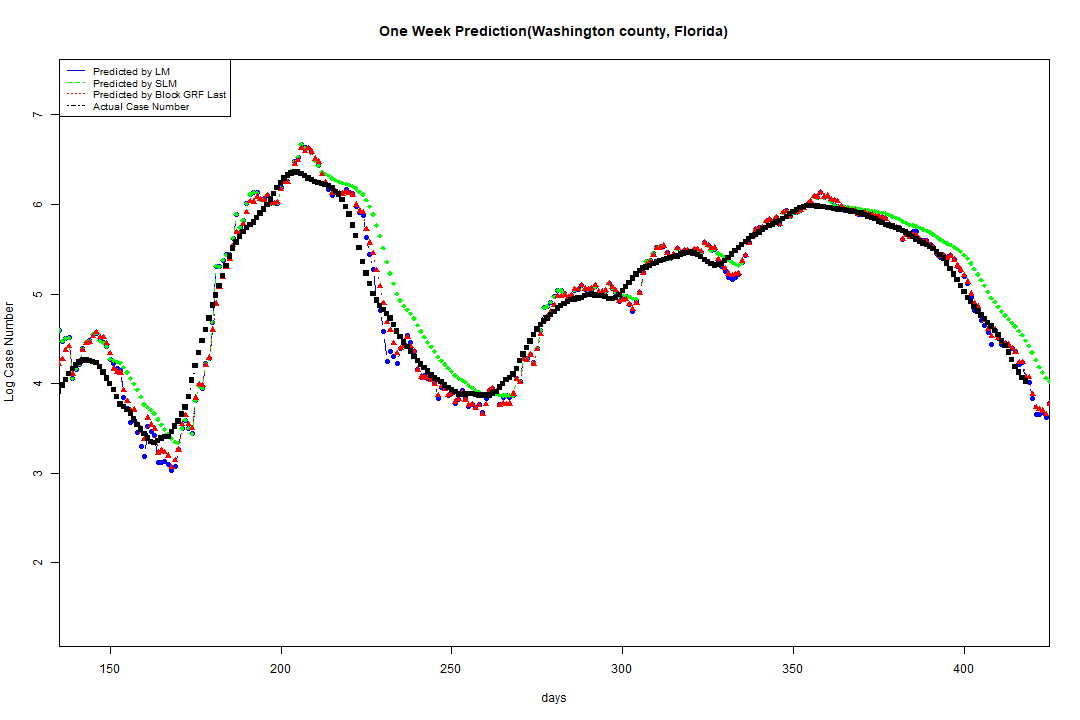 One Week Prediction(Washington county, Florida)
Predicted by LM
Predicted by SLM
Predicted by Block GRF Last
Actual Case Number
Log Case Number
7
6
5
4
3
2
150 200 250 300 350 400
days